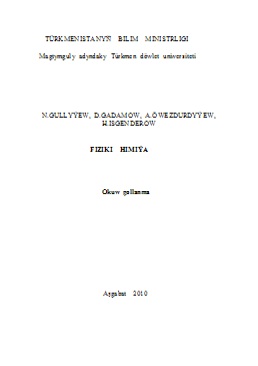 TÜRKMENISTANYŇ BILIM MINISTRLIGI
Magtymguly adyndaky Türkmen döwlet uniwersiteti
N.GULLYÝEW, D.GADAMOW, A.ÖWEZDURDYÝEW,
H.ISGENDEROW
FIZIKI HIMIÝA
Okuw gollanma
Aşgabat 2010